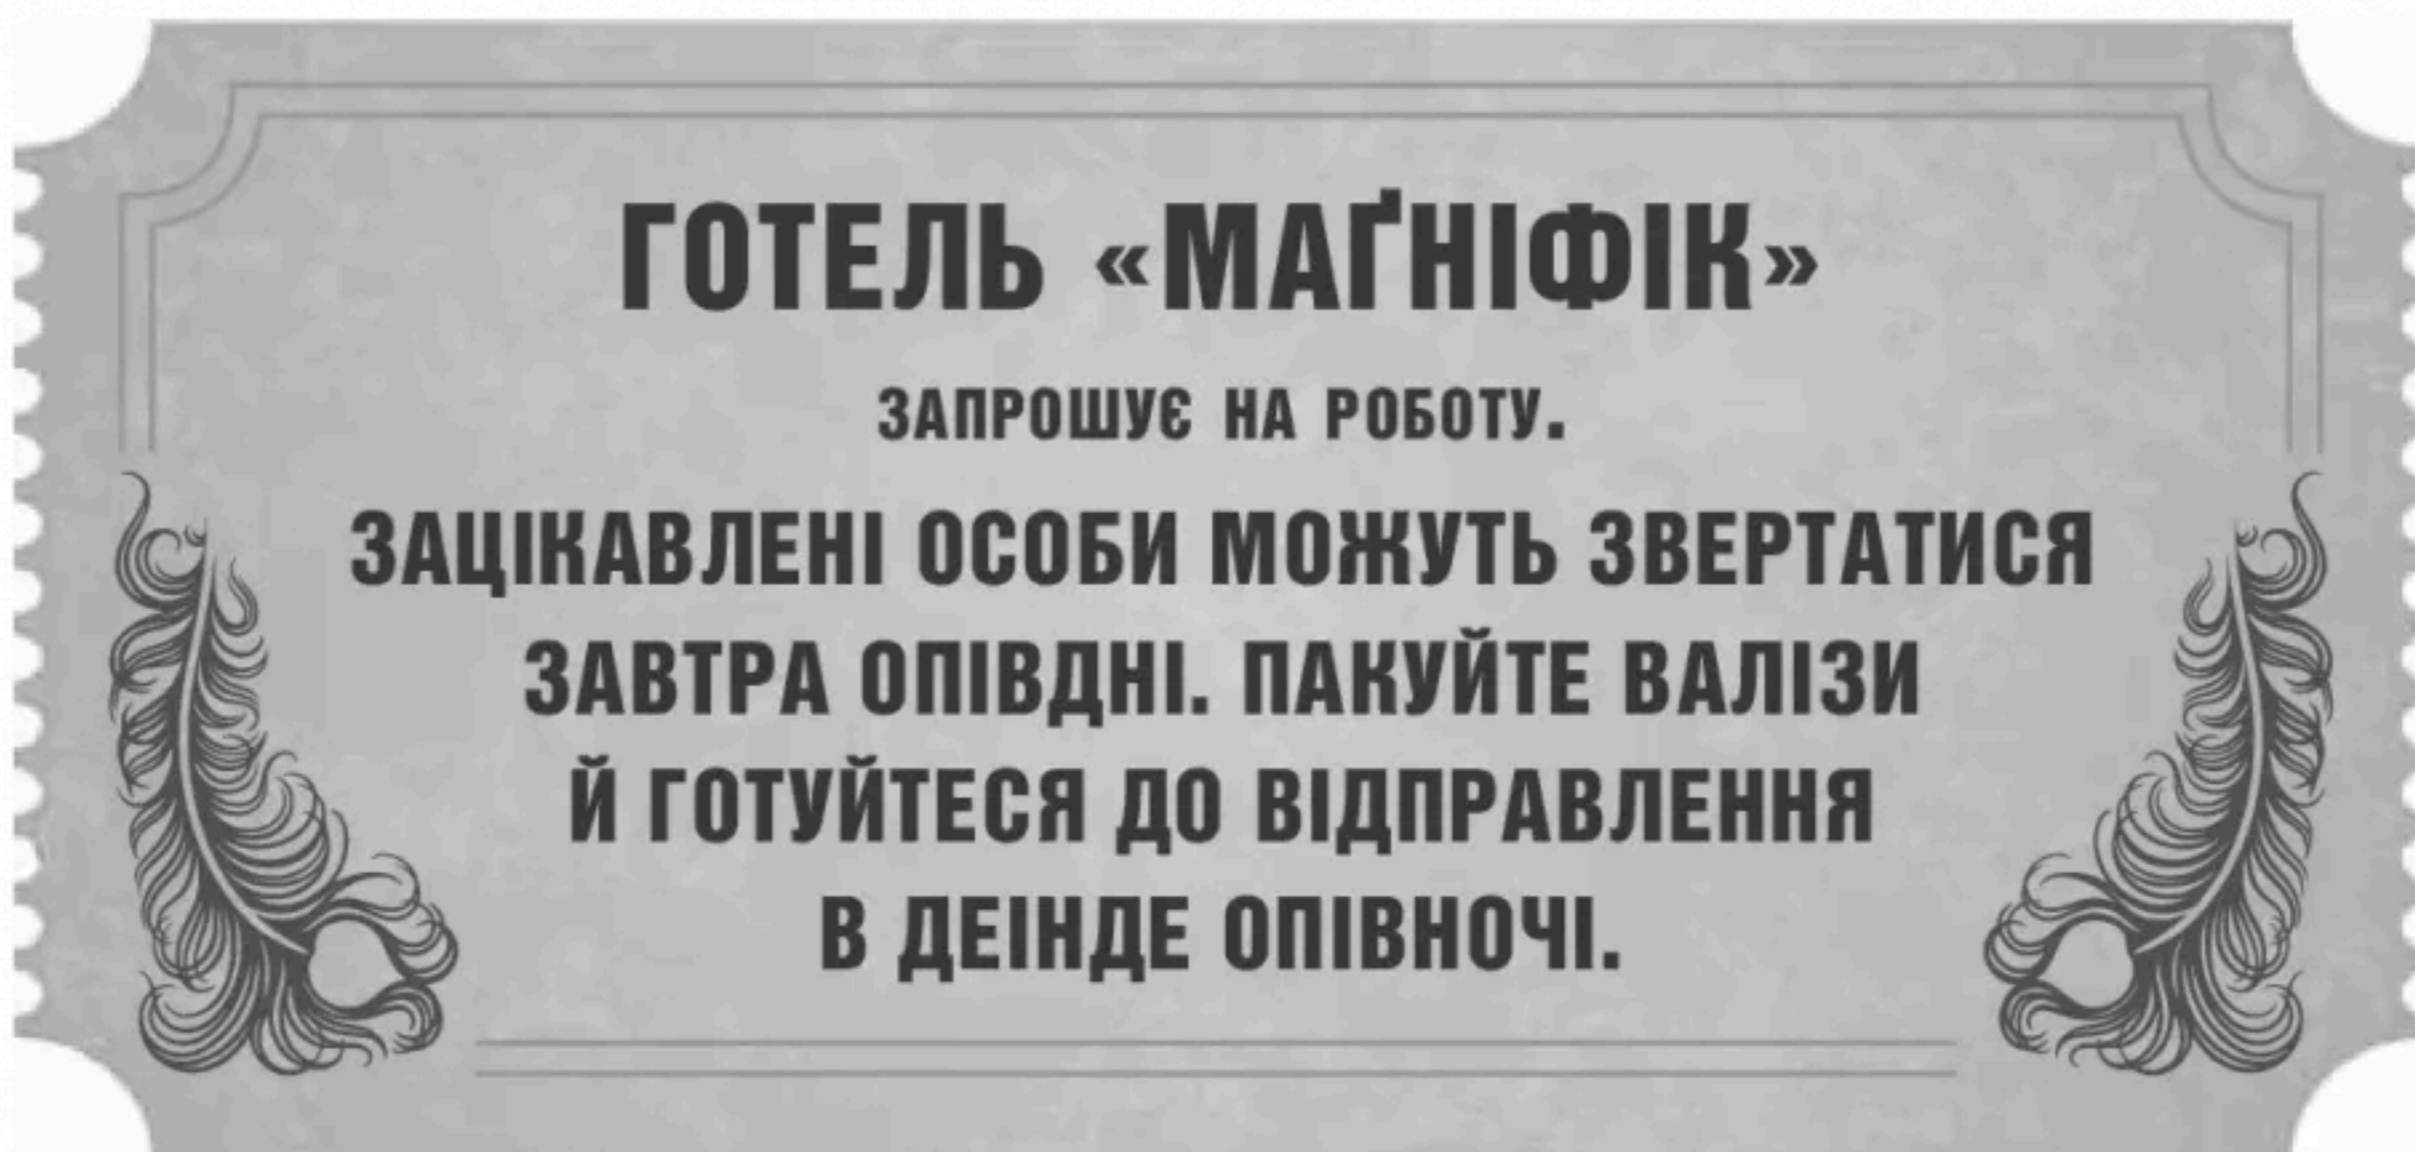 ГОТЕЛЬ «МАҐНІФІК»
ЗАПРОШУЄ НА РОБОТУ.
ЗАЦІКАВЛЕНІ ОСОБИ МОЖУТЬ ЗВЕРТАТИСЯ
ЗАВТРА ОПІВДНІ. ПАКУЙТЕ ВАЛІЗИ
Й ГОТУЙТЕСЯ ДО ВІДПРАВЛЕННЯ
В ДЕІНДЕ ОПІВНОЧІ.